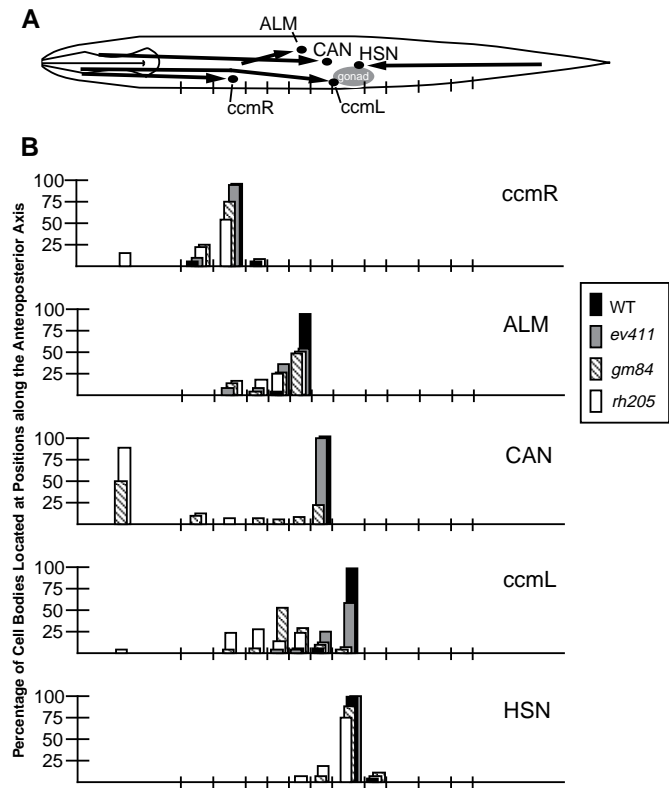 A
ALM
CAN
HSN
gonad
ccmR
ccmL
B
Percentage of Cell Bodies Located at Positions along the Anteroposterior Axis
100
75
50
25
ccmR
100
75
50
25
ALM
100
75
50
25
CAN
100
75
50
25
ccmL
100
75
50
25
HSN
WT
ev411
gm84
rh205